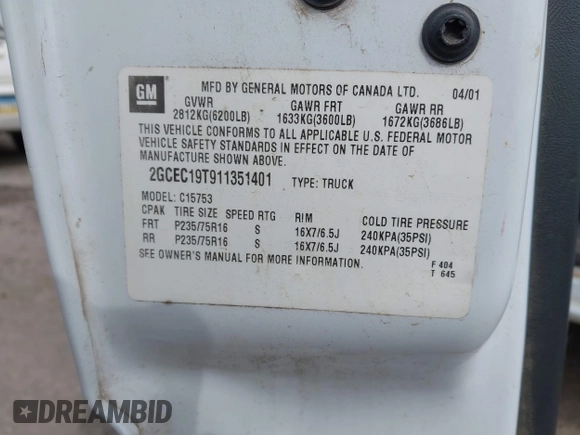 GM
MFD BY GENERAL MOTORS OF CANADA LTD. 04/01
GVWR GAWR FRT GAWR RR
2812KG(6200LB) 1633KG(3600LB) 1672KG(3686LB)
THIS VEHICLE CONFORMS TO ALL APPLICABLE U.S. FEDERAL MOTOR
VEHICLE SAFETY STANDARDS IN EFFECT ON THE DATE OF
MANUFACTURE SHOWN ABOVE.
2GCEC19T911351401 TYPE: TRUCK
MODEL: C15753
CPAK TIRE SIZE SPEED RTG RIM COLD TIRE PRESSURE
FRT P235/75R16 S 16X7/6.5J 240KPA(35PSI)
RR P235/75R16 S 16X7/6.5J 240KPA(35PSI)
SEE OWNER'S MANUAL FOR MORE INFORMATION.
F 404
T 645
DREAMBID